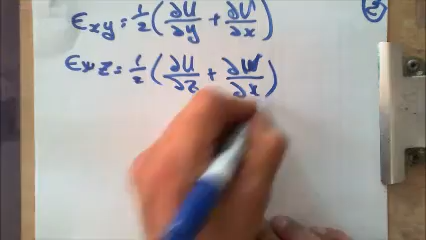 ϵxy = 1/2 (∂U/∂y + ∂V/∂x)
ϵxz = 1/2 (∂U/∂z + ∂W/∂x)